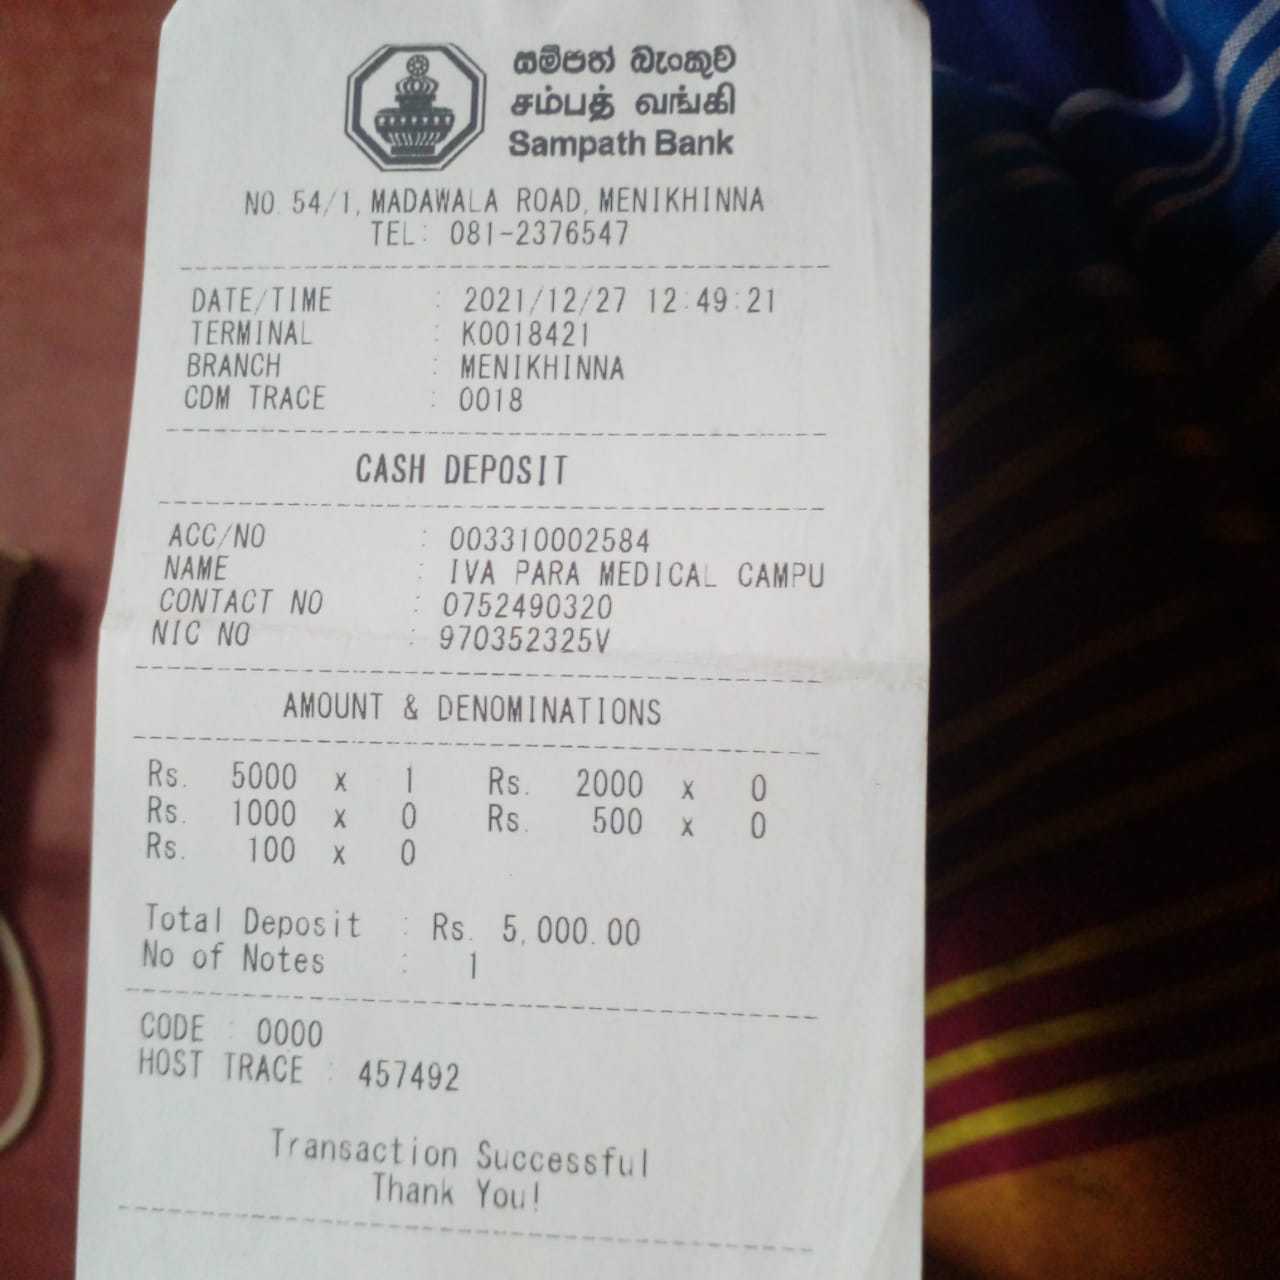 සම්පත් බැංකුව
சம்பத் வங்கி
Sampath Bank
NO. 54/1, MADAWALA ROAD, MENIKHINNA
TEL: 081-2376547
DATE/TIME : 2021/12/27 12:49:21
TERMINAL : K0018421
BRANCH : MENIKHINNA
CDM TRACE : 0018
CASH DEPOSIT
ACC/NO : 003310002584
NAME : IVA PARA MEDICAL CAMPU
CONTACT NO : 0752490320
NIC NO : 970352325V
AMOUNT & DENOMINATIONS
Rs. 5000 x 1 Rs. 2000 x 0
Rs. 1000 x 0 Rs. 500 x 0
Rs. 100 x 0
Total Deposit : Rs. 5,000.00
No of Notes : 1
CODE : 0000
HOST TRACE : 457492
Transaction Successful
Thank You!